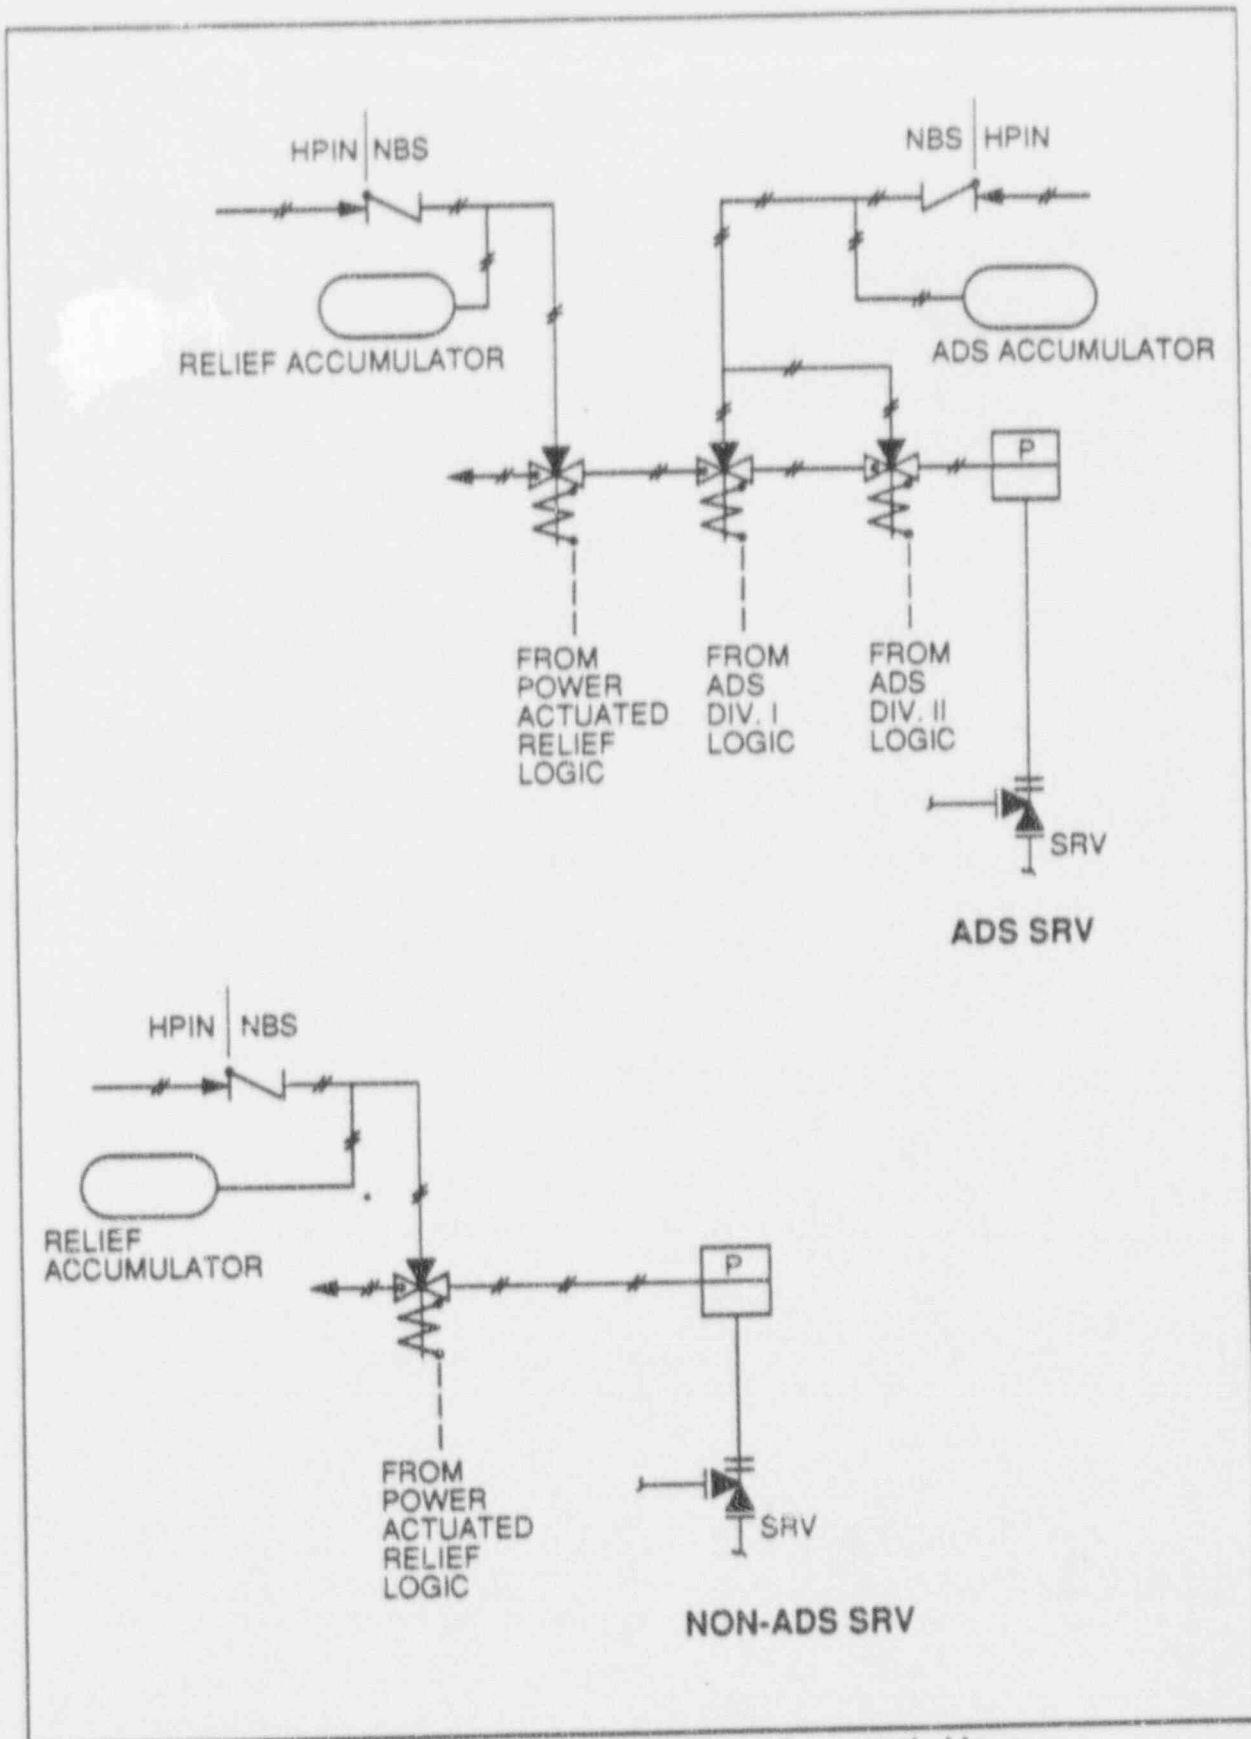 HPIN NBS
NBS HPIN
RELIEF ACCUMULATOR
ADS ACCUMULATOR
P
FROM
POWER
ACTUATED
RELIEF
LOGIC
FROM
ADS
DIV. I
LOGIC
FROM
ADS
DIV. II
LOGIC
SRV
ADS SRV
HPIN NBS
RELIEF
ACCUMULATOR
P
FROM
POWER
ACTUATED
RELIEF
LOGIC
SRV
NON-ADS SRV